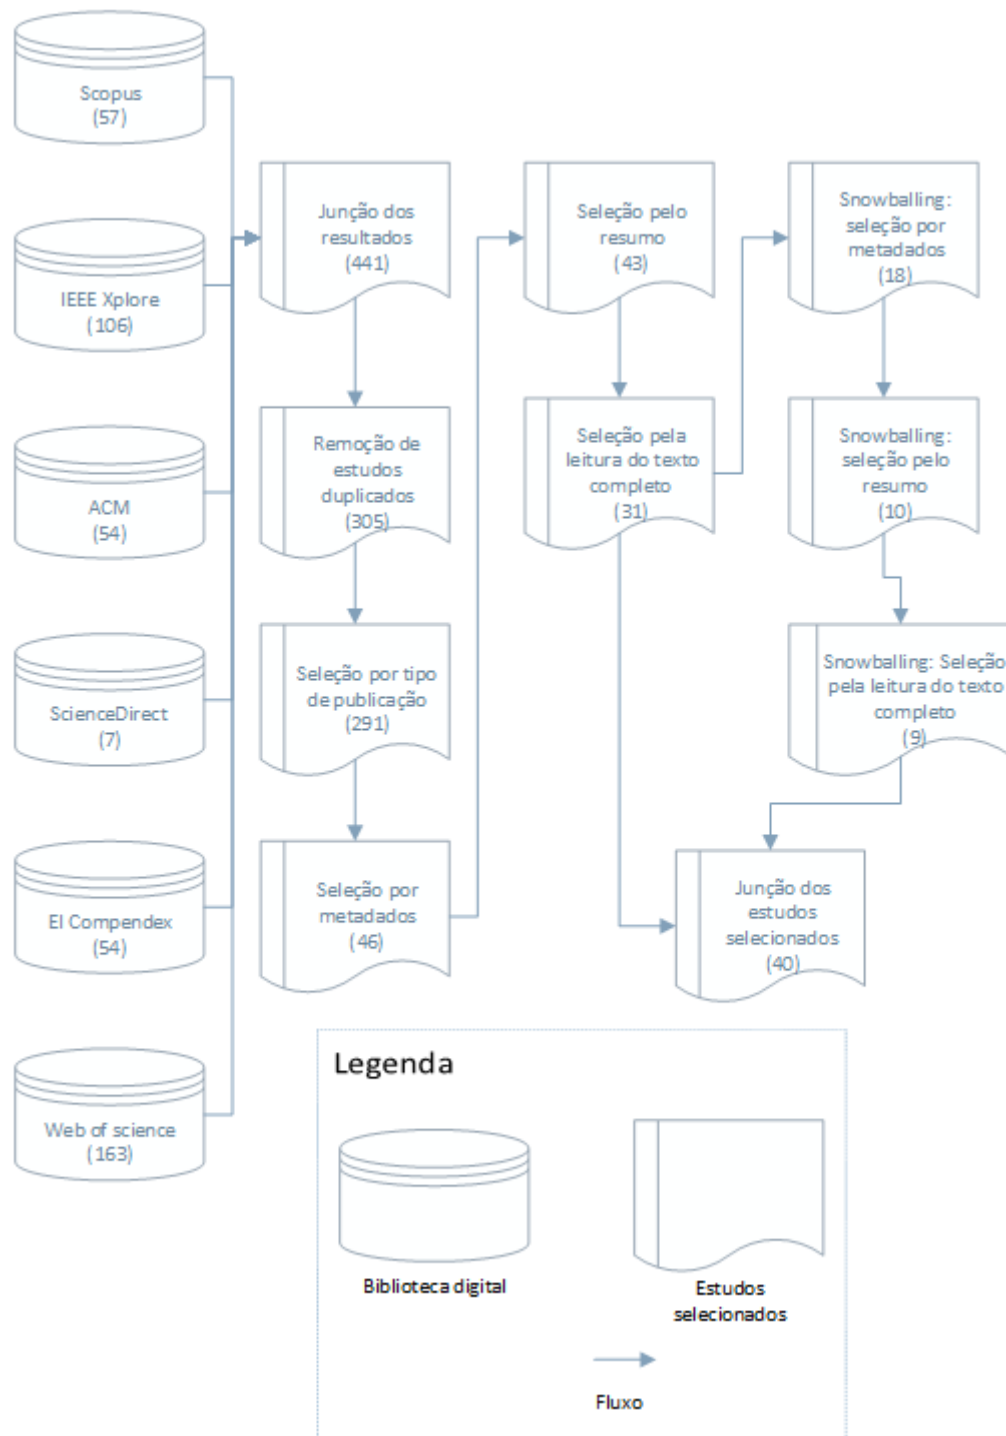 Scopus
(57)
IEEE Xplore
(106)
ACM
(54)
ScienceDirect
(7)
EI Compendex
(54)
Web of science
(163)
Junção dos
resultados
(441)
Remoção de
estudos
duplicados
(305)
Seleção por tipo
de publicação
(291)
Seleção por
metadados
(46)
Seleção pelo
resumo
(43)
Seleção pela
leitura do texto
completo
(31)
Snowballing:
seleção por
metadados
(18)
Snowballing:
seleção pelo
resumo
(10)
Snowballing: Seleção
pela leitura do texto
completo
(9)
Junção dos
estudos
selecionados
(40)
Legenda
Biblioteca digital
Estudos
selecionados
Fluxo